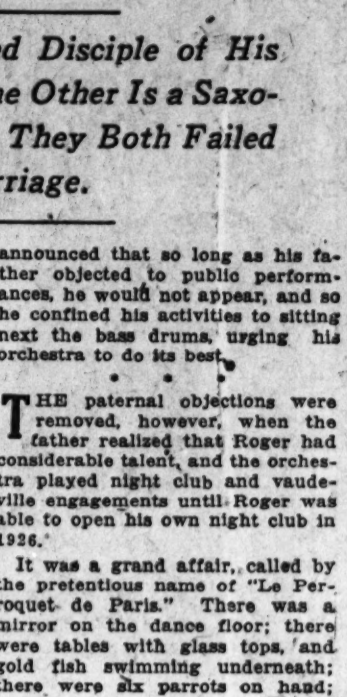 d Disciple of His
e Other Is a Saxo-
They Both Failed
rriage.
announced that so long as his fa-
ther objected to public perform-
ances, he would not appear, and so
he confined his activities to sitting
next the bass drums, urging his
orchestra to do its best.
* * *
THE paternal objections were
removed, however, when the
father realized that Roger had
considerable talent, and the orches-
tra played night club and vaude-
ville engagements until Roger was
able to open his own night club in
1926.
It was a grand affair, called by
the pretentious name of "Le Per-
roquet de Paris." There was a
mirror on the dance floor; there
were tables with glass tops, and
gold fish swimming underneath;
there were six parrots on hand;